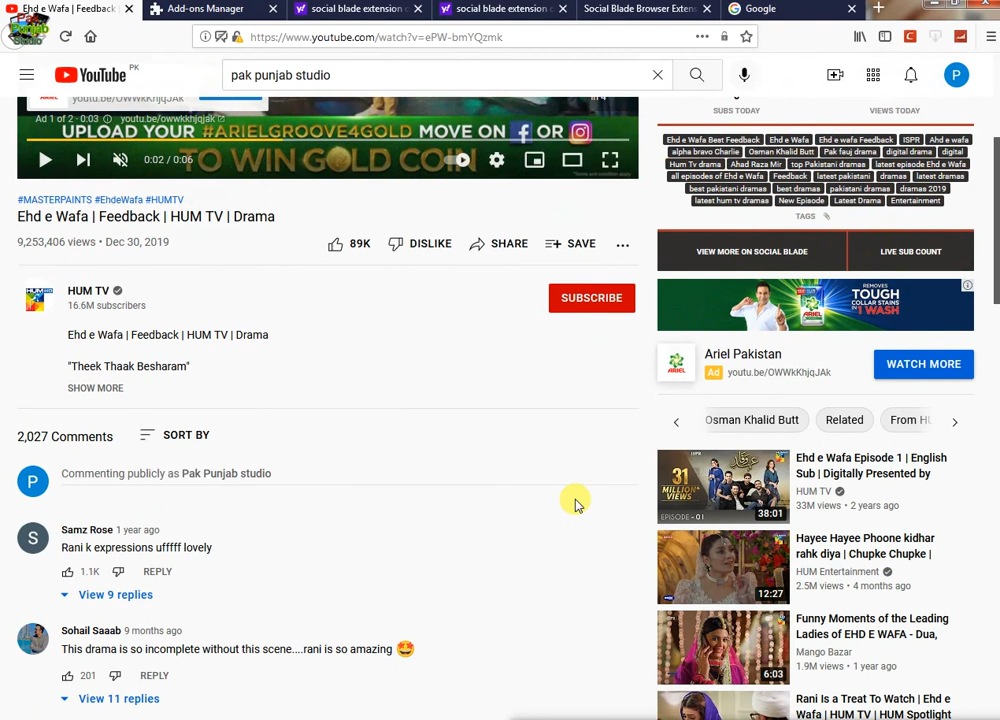 Ehd e Wafa | Feedback
Add-ons Manager
social blade extension
social blade extension
Social Blade Browser Exten
Google
Punjab
Studio
https://www.youtube.com/watch?v=ePW-bmYQzmk
YouTube PK
pak punjab studio
P
youtu.be/OWWkKhjqJAk
Ad 1 of 2 · 0:03
youtu.be/owwkkhjqjak
UPLOAD YOUR #ARIELGROOVE4GOLD MOVE ON f OR
TO WIN GOLD COIN
0:02 / 0:06
#MASTERPAINTS #EhdeWafa #HUMTV
Ehd e Wafa | Feedback | HUM TV | Drama
9,253,406 views • Dec 30, 2019
89K
DISLIKE
SHARE
SAVE
HUM TV
16.6M subscribers
SUBSCRIBE
Ehd e Wafa | Feedback | HUM TV | Drama
"Theek Thaak Besharam"
SHOW MORE
2,027 Comments
SORT BY
P
Commenting publicly as Pak Punjab studio
S
Samz Rose 1 year ago
Rani k expressions ufffff lovely
1.1K
REPLY
View 9 replies
Sohail Saaab 9 months ago
This drama is so incomplete without this scene....rani is so amazing 🤩
201
REPLY
View 11 replies
SUBS TODAY
VIEWS TODAY
Ehd e Wafa Best Feedback Ehd e Wafa Ehd e wafa Feedback ISPR Ahd e wafa
alpha bravo Charlie Osman Khalid Butt Pak fauj drama digital drama digital
Hum Tv drama Ahad Raza Mir top Pakistani dramas latest episode Ehd e Wafa
all episodes of Ehd e Wafa Feedback latest pakistani dramas latest dramas
best pakistani dramas best dramas pakistani dramas dramas 2019
latest hum tv dramas New Episode Latest Drama Entertainment
TAGS
VIEW MORE ON SOCIAL BLADE
LIVE SUB COUNT
REMOVES
TOUGH
COLLAR STAINS
IN 1 WASH
ARIEL
Ariel Pakistan
Ad youtu.be/OWWkKhjqJAk
WATCH MORE
Osman Khalid Butt
Related
From
31
MILLION
VIEWS
EPISODE - 01
38:01
Ehd e Wafa Episode 1 | English
Sub | Digitally Presented by
HUM TV
33M views • 2 years ago
12:27
Hayee Hayee Phoone kidhar
rahk diya | Chupke Chupke |
HUM Entertainment
2.5M views • 4 months ago
6:03
Funny Moments of the Leading
Ladies of EHD E WAFA - Dua,
Mango Bazar
1.9M views • 1 year ago
Rani Is a Treat To Watch | Ehd e
Wafa | HUM TV | HUM Spotlight